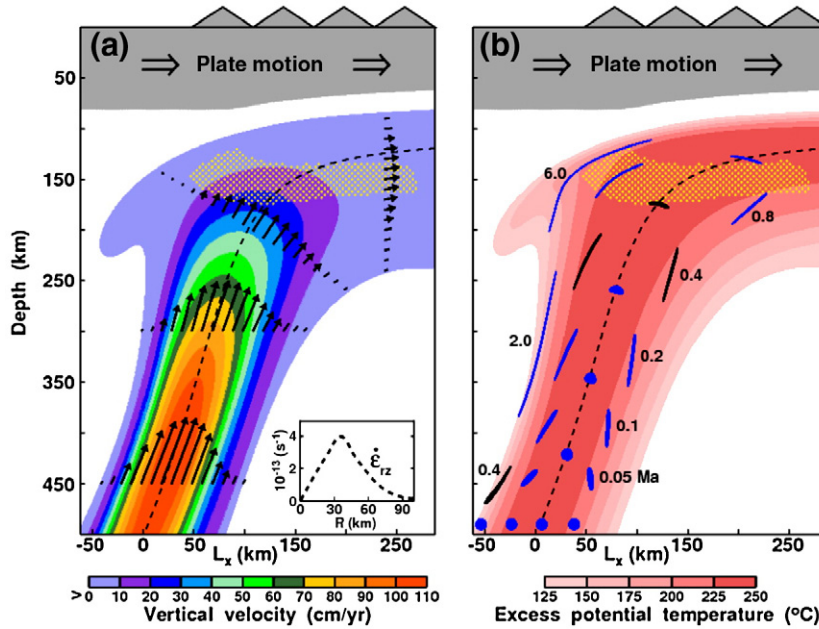 (a)
⇒ Plate motion ⇒
50
150
250
350
450
Depth (km)
4
2
0
10⁻¹³ (s⁻¹)
ε̇rz
0 50 100
R (km)
-50 0 50 150 250
Lx (km)
> 0 10 20 30 40 50 60 70 80 90 100 110
Vertical velocity (cm/yr)
(b)
⇒ Plate motion ⇒
6.0
0.8
0.4
2.0
0.2
0.1
0.4
0.05 Ma
-50 0 50 150 250
Lx (km)
125 150 175 200 225 250
Excess potential temperature (°C)